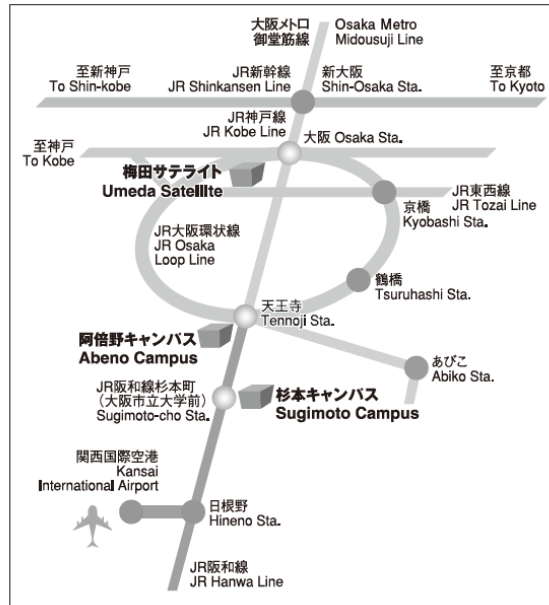 大阪メトロ
御堂筋線
Osaka Metro
Midousuji Line
至新神戸
To Shin-kobe
JR新幹線
JR Shinkansen Line
新大阪
Shin-Osaka Sta.
至京都
To Kyoto
JR神戸線
JR Kobe Line
大阪 Osaka Sta.
至神戸
To Kobe
梅田サテライト
Umeda Satellite
JR東西線
JR Tozai Line
京橋
Kyobashi Sta.
JR大阪環状線
JR Osaka
Loop Line
鶴橋
Tsuruhashi Sta.
天王寺
Tennoji Sta.
阿倍野キャンパス
Abeno Campus
あびこ
Abiko Sta.
JR阪和線杉本町
(大阪市立大学前)
Sugimoto-cho Sta.
杉本キャンパス
Sugimoto Campus
関西国際空港
Kansai
International Airport
日根野
Hineno Sta.
JR阪和線
JR Hanwa Line